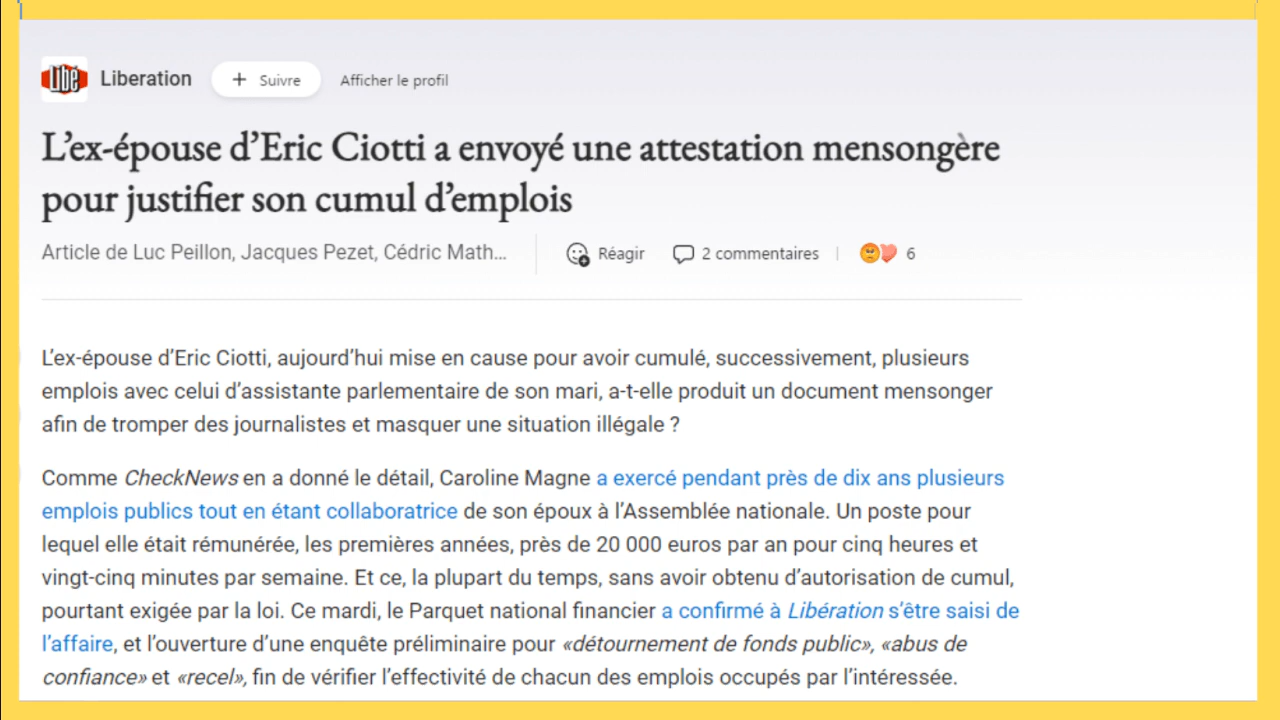 Libé
Liberation + Suivre Afficher le profil
L’ex-épouse d’Eric Ciotti a envoyé une attestation mensongère
pour justifier son cumul d’emplois
Article de Luc Peillon, Jacques Pezet, Cédric Math... Réagir 2 commentaires 6
L’ex-épouse d’Eric Ciotti, aujourd’hui mise en cause pour avoir cumulé, successivement, plusieurs
emplois avec celui d’assistante parlementaire de son mari, a-t-elle produit un document mensonger
afin de tromper des journalistes et masquer une situation illégale ?
Comme CheckNews en a donné le détail, Caroline Magne a exercé pendant près de dix ans plusieurs
emplois publics tout en étant collaboratrice de son époux à l’Assemblée nationale. Un poste pour
lequel elle était rémunérée, les premières années, près de 20 000 euros par an pour cinq heures et
vingt-cinq minutes par semaine. Et ce, la plupart du temps, sans avoir obtenu d’autorisation de cumul,
pourtant exigée par la loi. Ce mardi, le Parquet national financier a confirmé à Libération s’être saisi de
l’affaire, et l’ouverture d’une enquête préliminaire pour «détournement de fonds public», «abus de
confiance» et «recel», fin de vérifier l’effectivité de chacun des emplois occupés par l’intéressée.